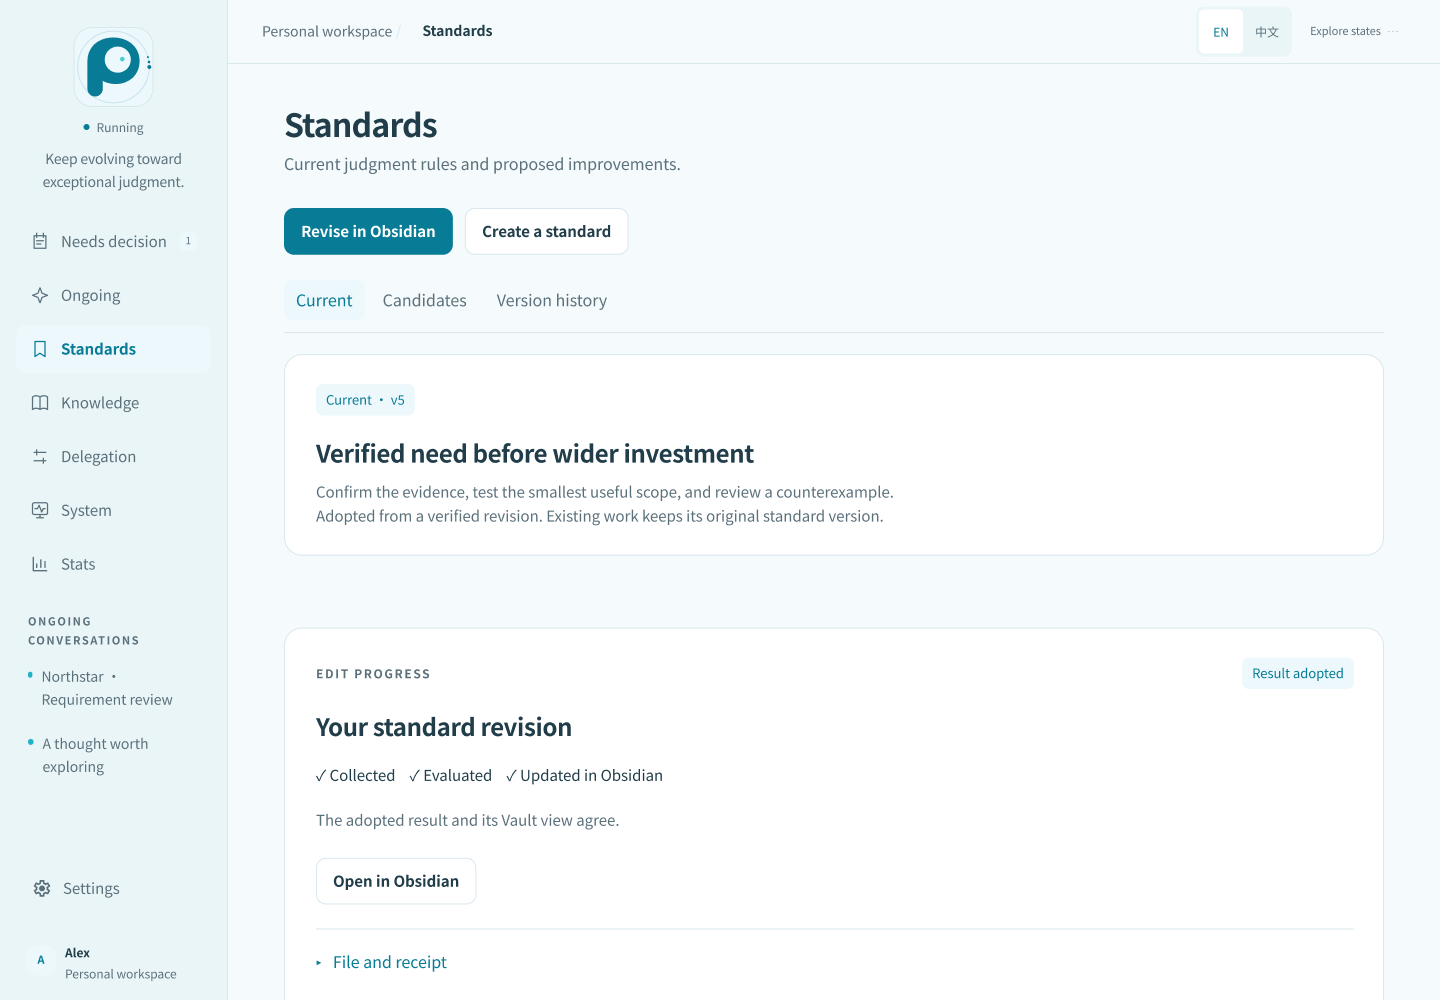 Running
Keep evolving toward
exceptional judgment.
Needs decision 1
Ongoing
Standards
Knowledge
Delegation
System
Stats
ONGOING
CONVERSATIONS
Northstar •
Requirement review
A thought worth
exploring
Settings
A
Alex
Personal workspace
Personal workspace / Standards
EN 中文 Explore states ···
Standards
Current judgment rules and proposed improvements.
Revise in Obsidian Create a standard
Current Candidates Version history
Current • v5
Verified need before wider investment
Confirm the evidence, test the smallest useful scope, and review a counterexample.
Adopted from a verified revision. Existing work keeps its original standard version.
EDIT PROGRESS Result adopted
Your standard revision
✓ Collected ✓ Evaluated ✓ Updated in Obsidian
The adopted result and its Vault view agree.
Open in Obsidian
▸ File and receipt